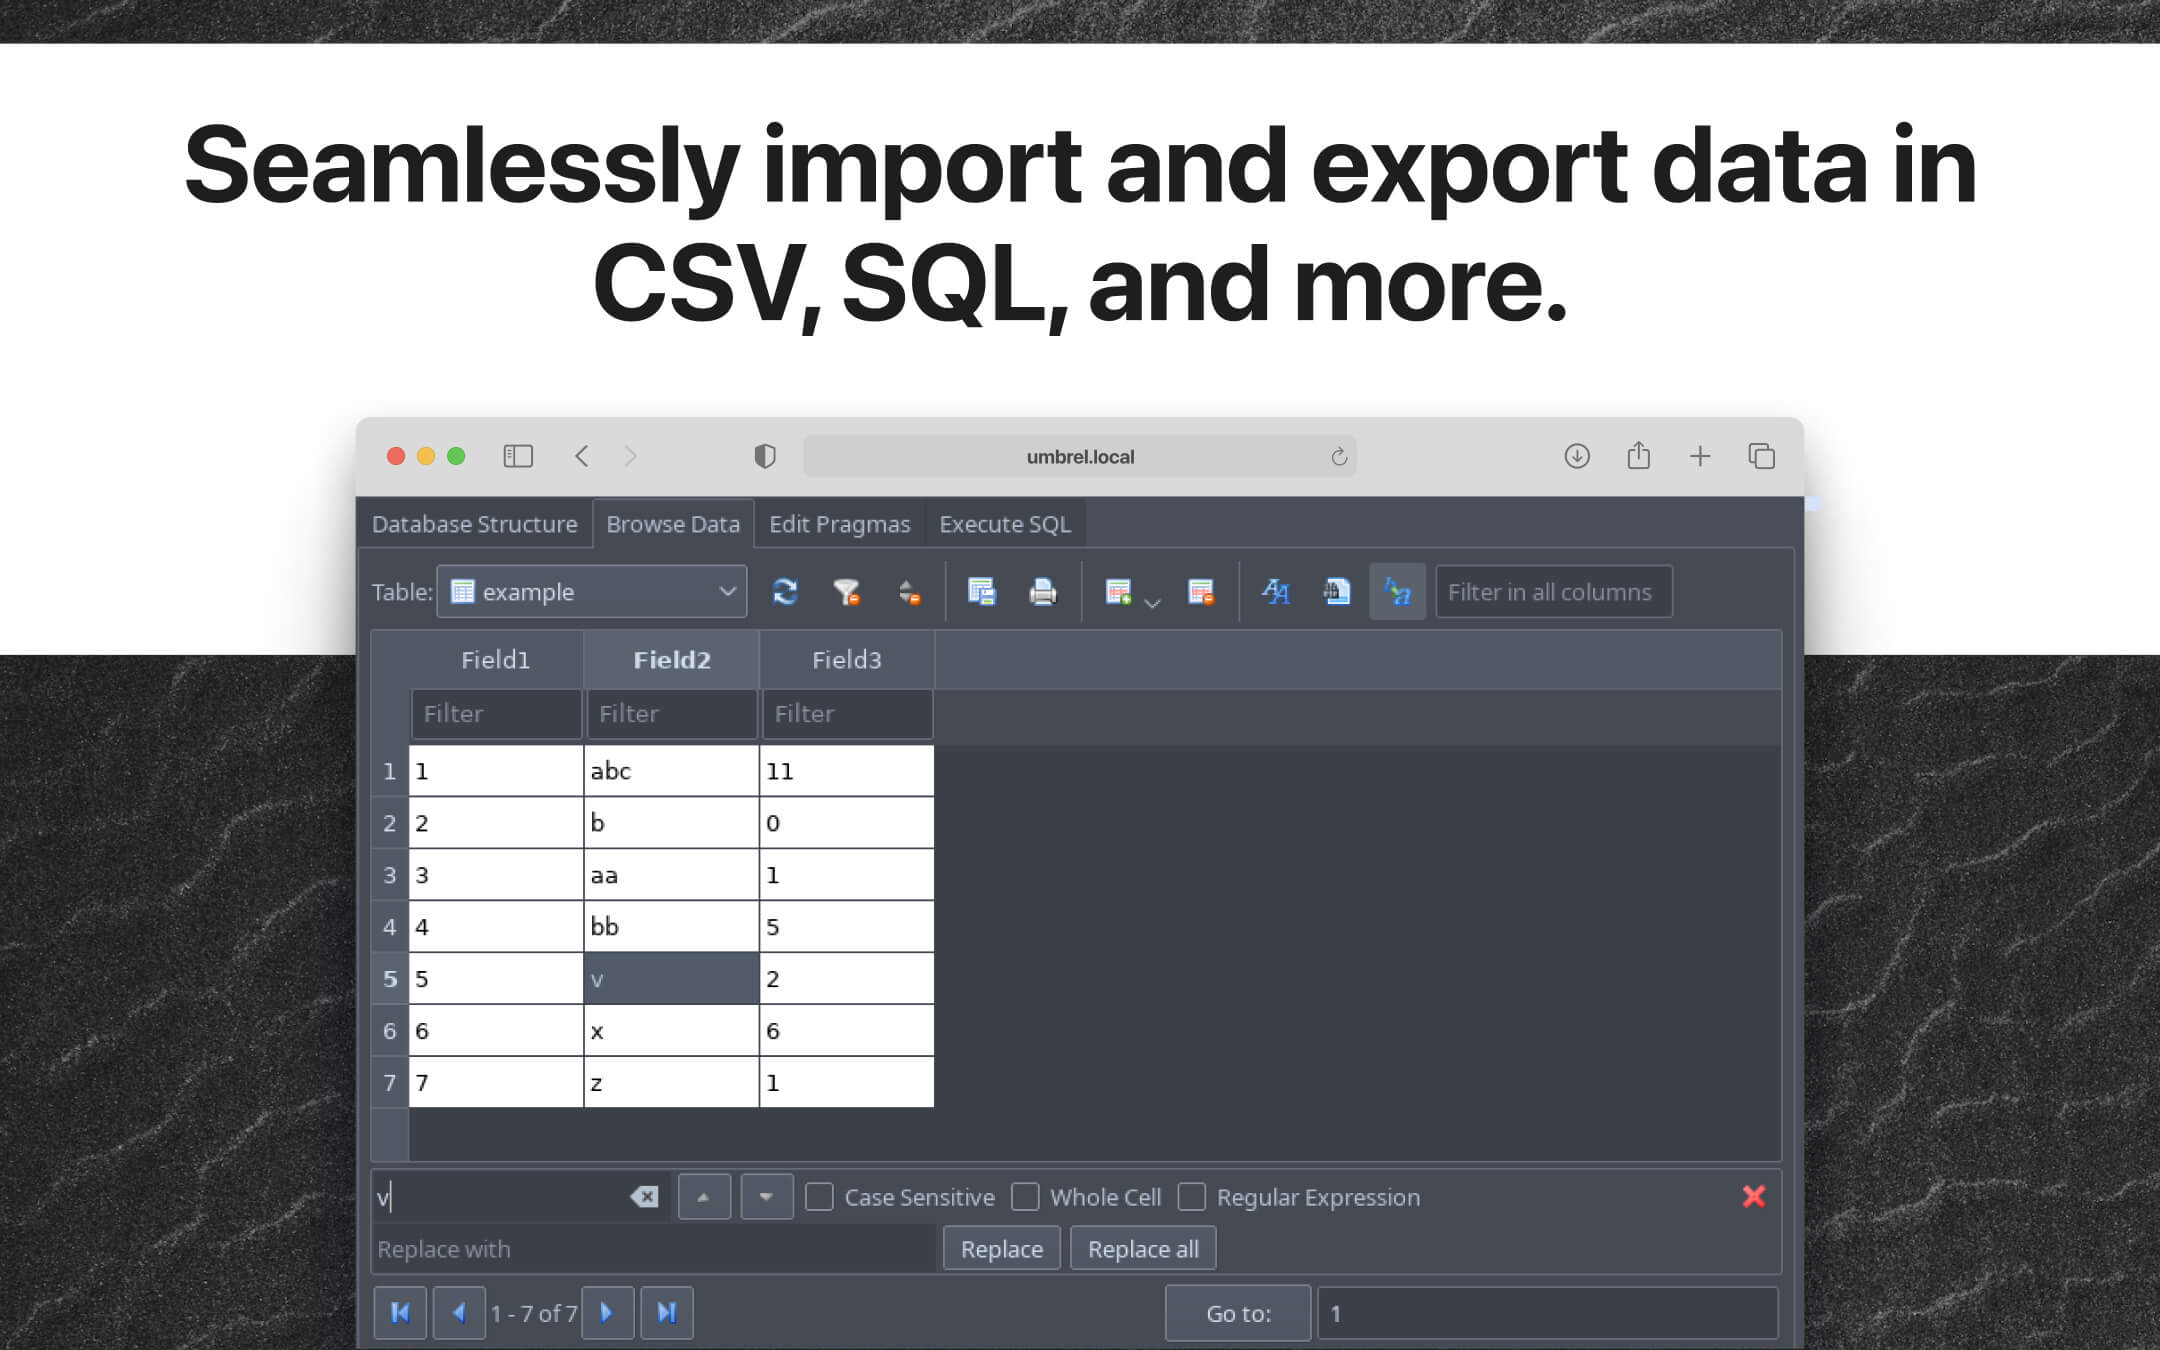 Seamlessly import and export data in
CSV, SQL, and more.
umbrel.local
Database Structure Browse Data Edit Pragmas Execute SQL
Table: example Filter in all columns
Field1 Field2 Field3
Filter Filter Filter
1 1 abc 11
2 2 b 0
3 3 aa 1
4 4 bb 5
5 5 v 2
6 6 x 6
7 7 z 1
v Case Sensitive Whole Cell Regular Expression
Replace with Replace Replace all
1 - 7 of 7 Go to: 1